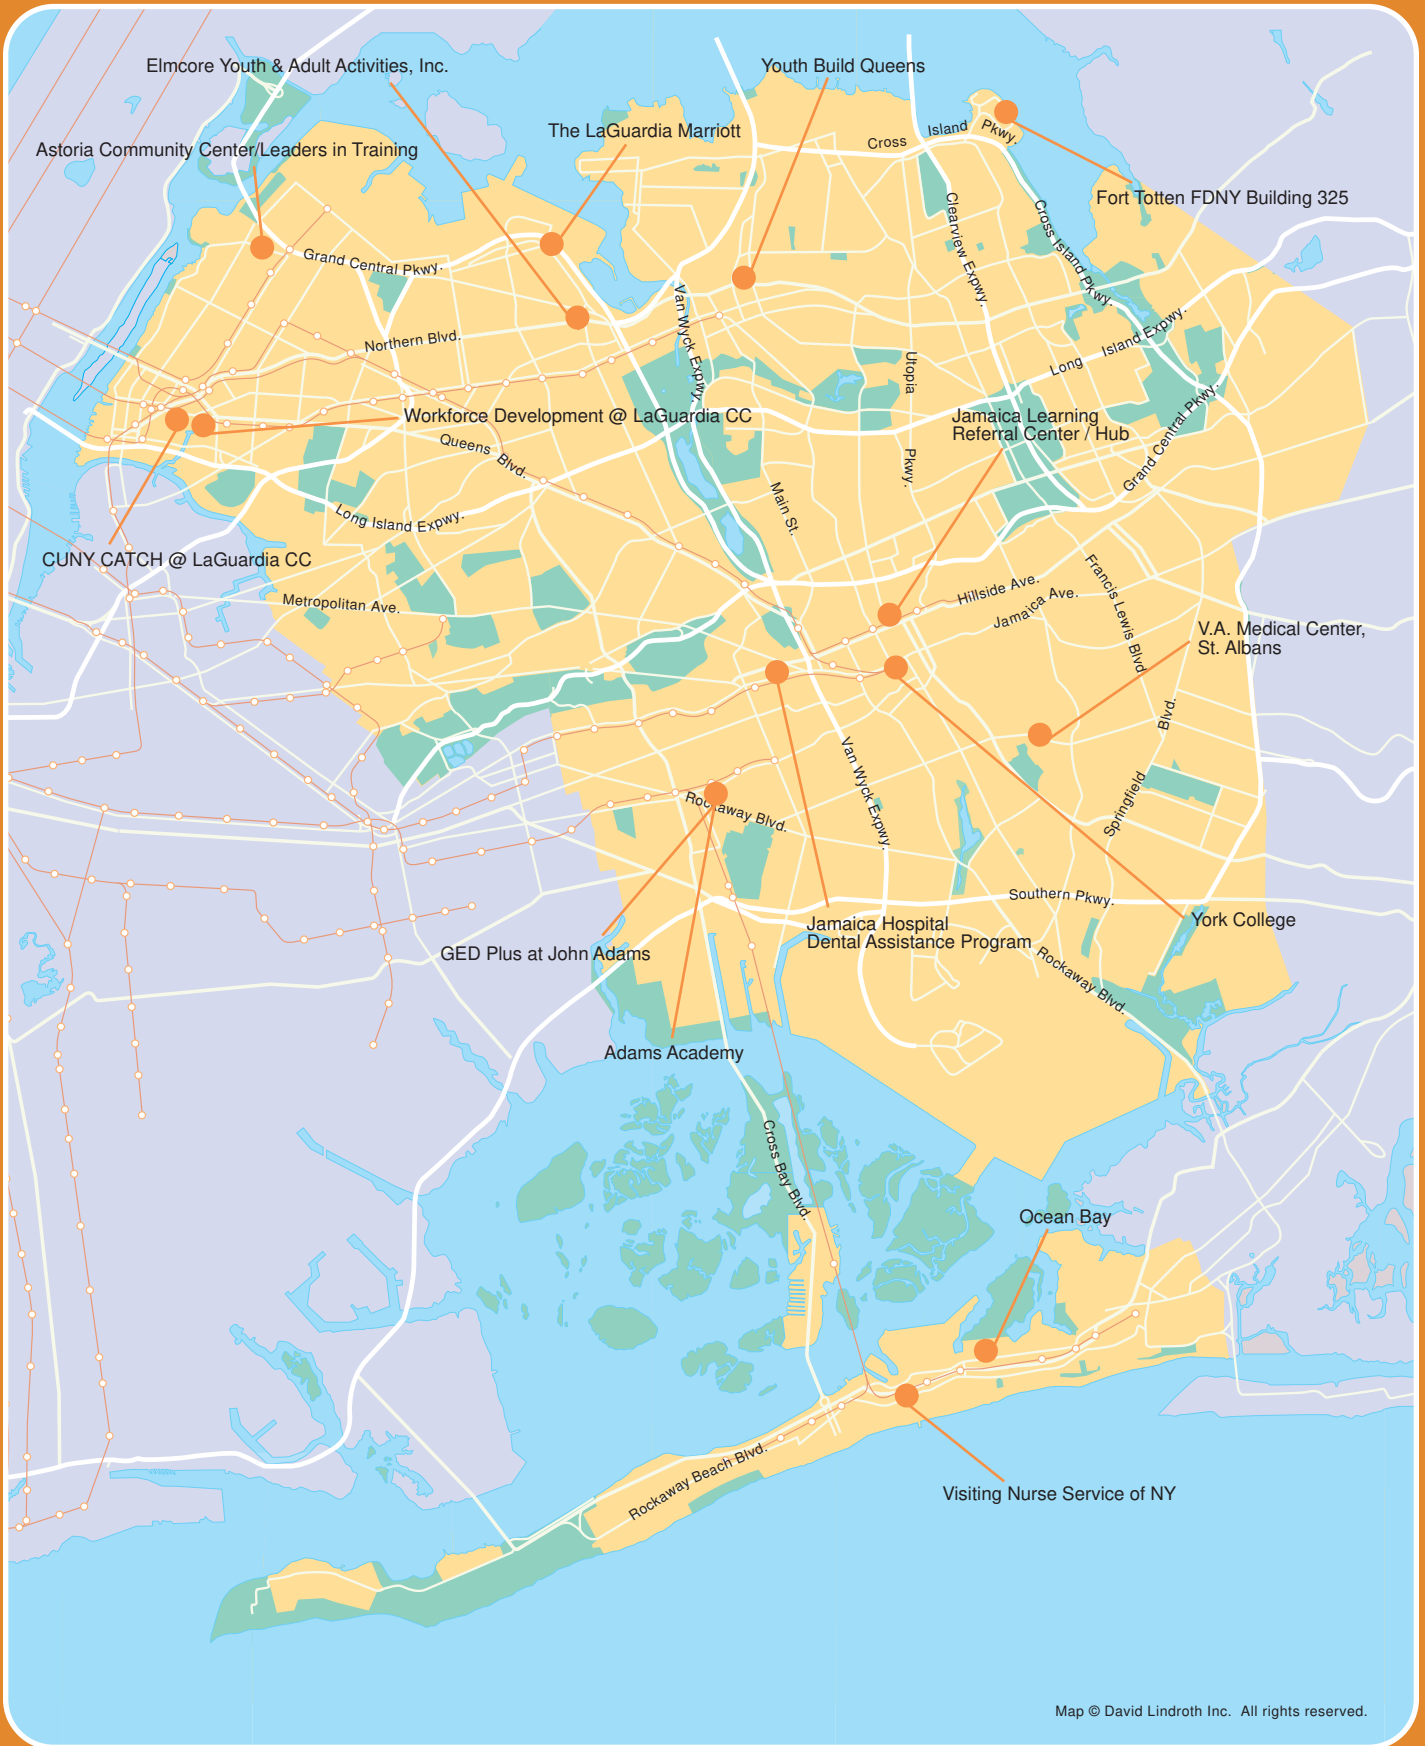 Elmcore Youth & Adult Activities, Inc.
Youth Build Queens
The LaGuardia Marriott
Astoria Community Center/Leaders in Training
Cross
Island
Pkwy.
Fort Totten FDNY Building 325
Grand Central Pkwy.
Clearview Expwy.
Cross Island Pkwy.
Van Wyck Expwy.
Northern Blvd.
Long
Island Expwy.
Utopia
Pkwy.
Workforce Development @ LaGuardia CC
Jamaica Learning
Referral Center / Hub
Grand Central Pkwy.
Queens
Blvd.
Main St.
Long Island Expwy.
CUNY CATCH @ LaGuardia CC
Metropolitan Ave.
Hillside Ave.
Jamaica Ave.
Francis Lewis Blvd
V.A. Medical Center,
St. Albans
Blvd.
Springfield
Van Wyck Expwy.
Rockaway Blvd.
Southern Pkwy.
York College
Jamaica Hospital
Dental Assistance Program
GED Plus at John Adams
Rockaway Blvd.
Adams Academy
Cross Bay Blvd.
Ocean Bay
Rockaway Beach Blvd.
Visiting Nurse Service of NY
Map © David Lindroth Inc. All rights reserved.